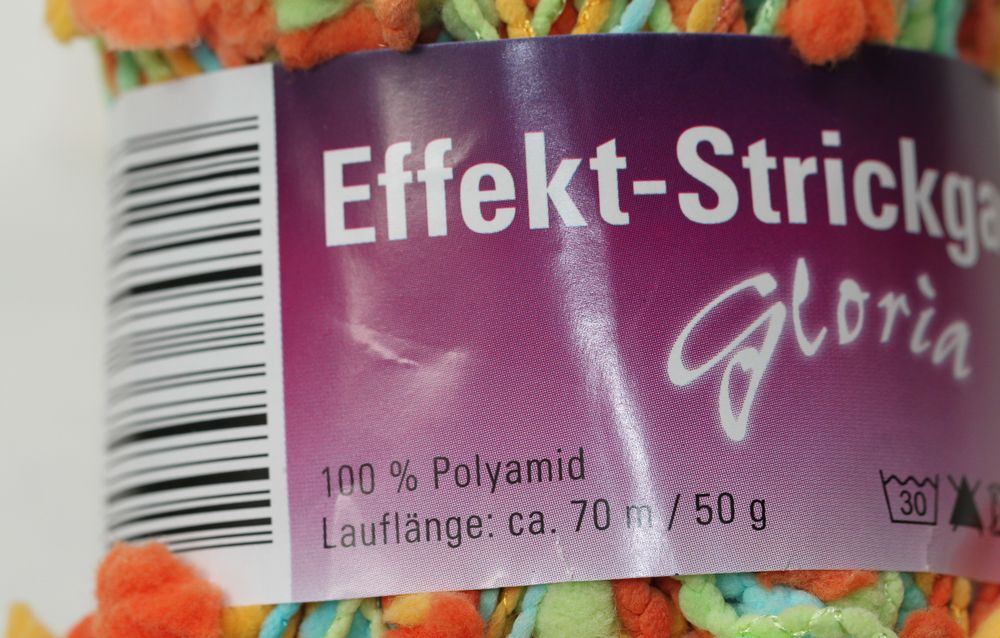 Effekt-Strickga
Gloria
100 % Polyamid
Lauflänge: ca. 70 m / 50 g
30